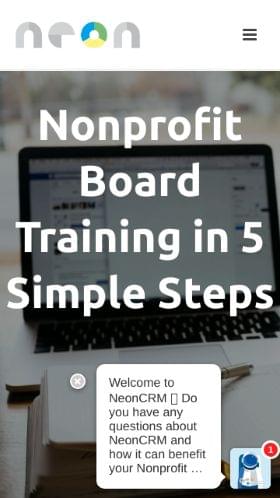 neon
Nonprofit
Board
Training in 5
Simple Steps
Welcome to
NeonCRM ▯ Do
you have any
questions about
NeonCRM and
how it can benefit
your Nonprofit ...
1